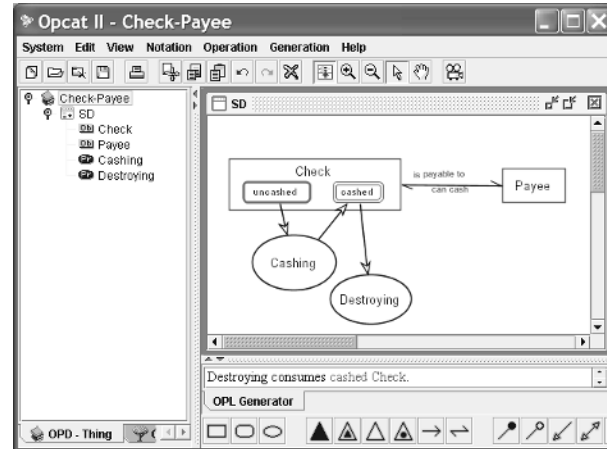 Opcat II - Check-Payee
System Edit View Notation Operation Generation Help
Check-Payee
SD
Ob Check
Ob Payee
Cashing
Destroying
SD
Check
uncashed
cashed
is payable to
can cash
Payee
Cashing
Destroying
Destroying consumes cashed Check.
OPL Generator
OPD - Thing